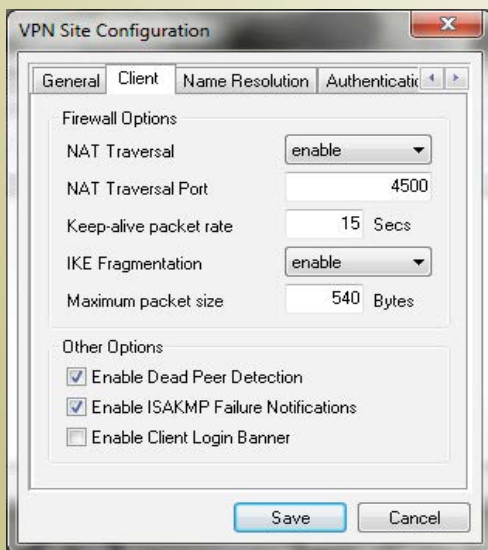 VPN Site Configuration
General Client Name Resolution
Firewall Options
NAT Traversal enable
NAT Traversal Port 4500
Keep-alive packet rate 15 Secs
IKE Fragmentation enable
Maximum packet size 540 Bytes
Other Options
Enable Dead Peer Detection
Enable ISAKMP Failure Notifications
Enable Client Login Banner
Save Cancel